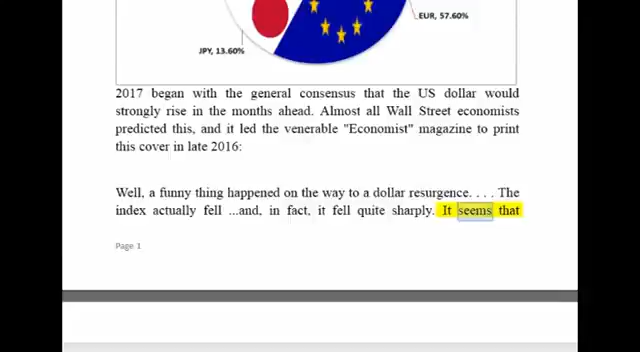 EUR, 57.60%
JPY, 13.60%
2017 began with the general consensus that the US dollar would
strongly rise in the months ahead. Almost all Wall Street economists
predicted this, and it led the venerable "Economist" magazine to print
this cover in late 2016:
Well, a funny thing happened on the way to a dollar resurgence. . . . The
index actually fell ...and, in fact, it fell quite sharply. It seems that
Page 1